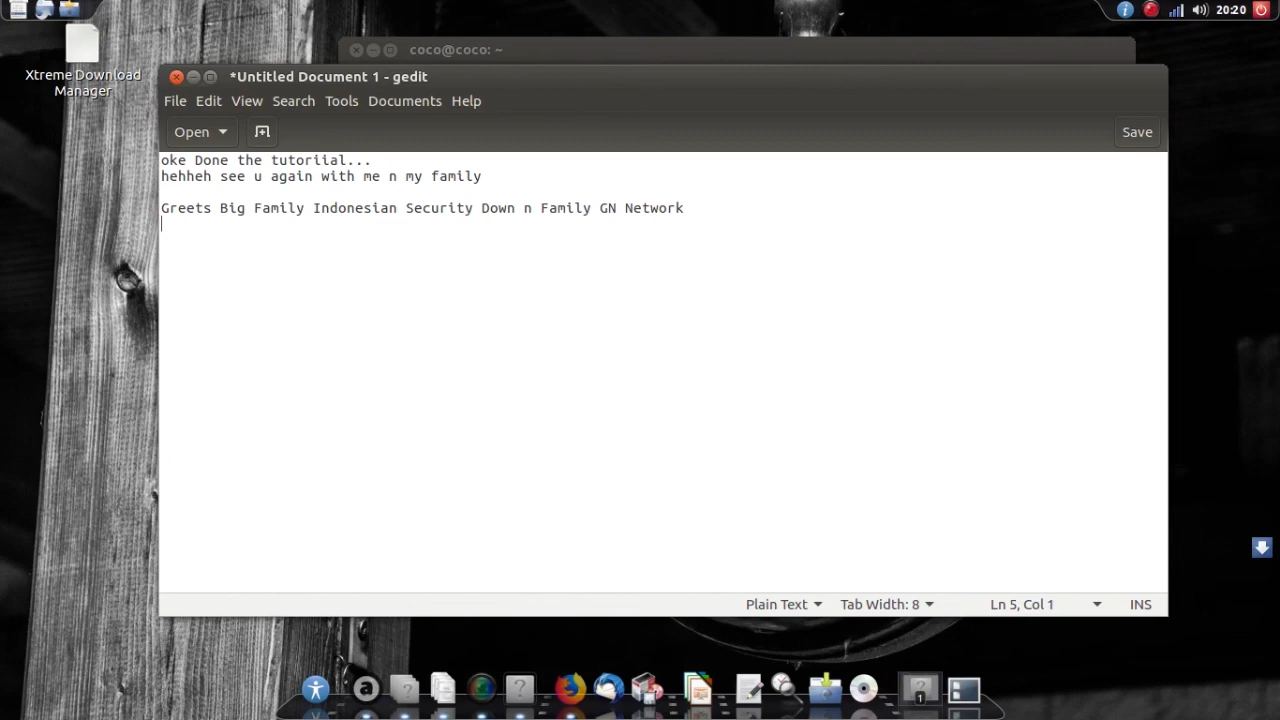 20:20
Xtreme Download
Manager
coco@coco: ~
*Untitled Document 1 - gedit
File Edit View Search Tools Documents Help
Open
Save
oke Done the tutoriial...
hehheh see u again with me n my family
Greets Big Family Indonesian Security Down n Family GN Network
Plain Text Tab Width: 8 Ln 5, Col 1 INS
1